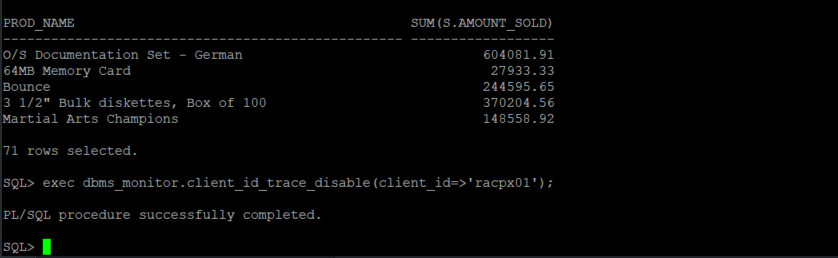 PROD_NAME SUM(S.AMOUNT_SOLD)
-------------------------------------------------- ------------------
O/S Documentation Set - German 604081.91
64MB Memory Card 27933.33
Bounce 244595.65
3 1/2" Bulk diskettes, Box of 100 370204.56
Martial Arts Champions 148558.92
71 rows selected.
SQL> exec dbms_monitor.client_id_trace_disable(client_id=>'racpx01');
PL/SQL procedure successfully completed.
SQL>